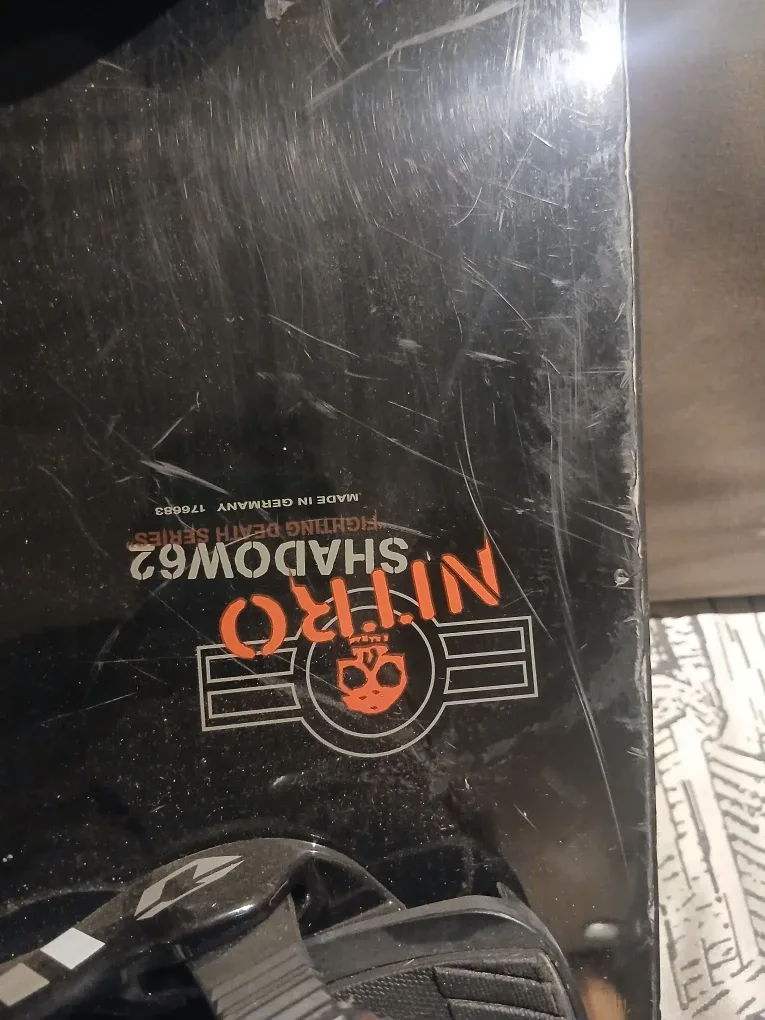 NITRO
SHADOW62
"FIGHTING DEATH SERIES"
MADE IN GERMANY 176683